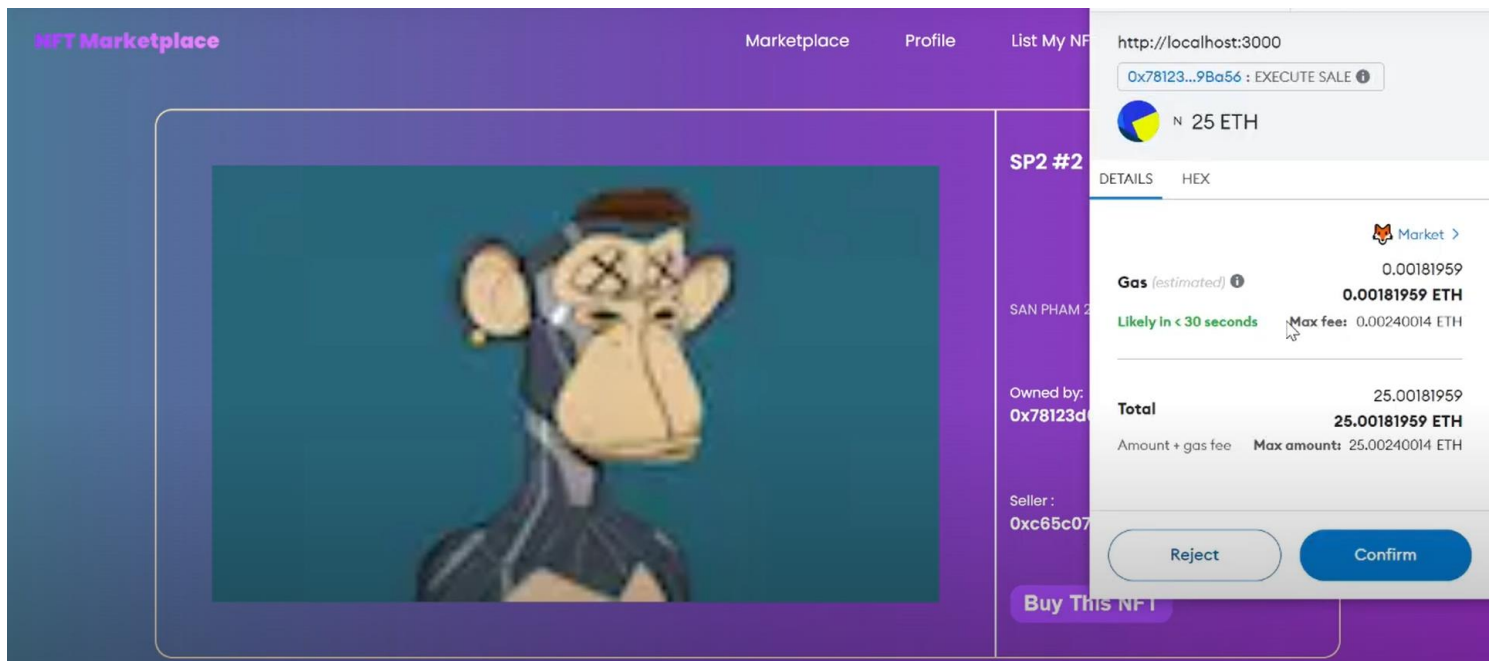 NFT Marketplace
Marketplace Profile List My NF
SP2 #2
SAN PHAM 2
Owned by:
0x78123d
Seller :
0xc65c07
Buy This NFT
http://localhost:3000
0x78123...9Ba56 : EXECUTE SALE
N 25 ETH
DETAILS HEX
Market >
Gas (estimated) 0.00181959
0.00181959 ETH
Likely in < 30 seconds Max fee: 0.00240014 ETH
Total 25.00181959
25.00181959 ETH
Amount + gas fee Max amount: 25.00240014 ETH
Reject Confirm